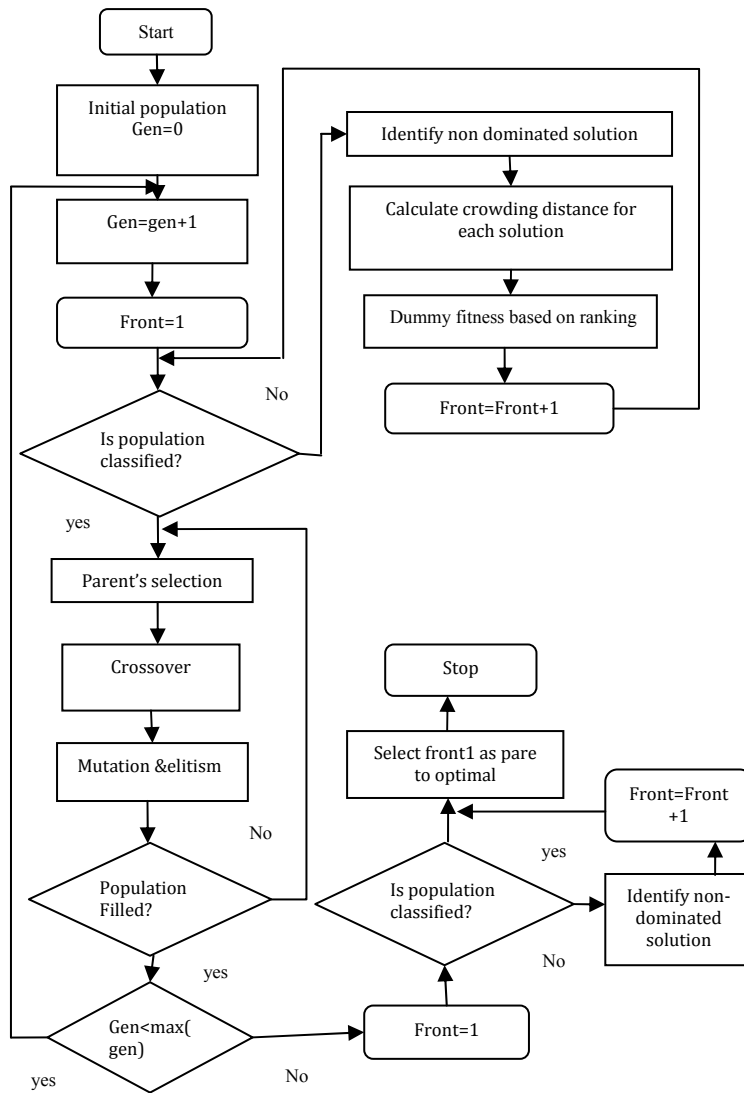 Start
Initial population
Gen=0
Gen=gen+1
Front=1
No
Is population
classified?
Identify non dominated solution
Calculate crowding distance for
each solution
Dummy fitness based on ranking
Front=Front+1
yes
Parent's selection
Crossover
Mutation &elitism
No
Population
Filled?
yes
Gen<max(
gen)
yes
No
Front=1
Is population
classified?
yes
No
Identify non-
dominated
solution
Front=Front
+1
Select front1 as pare
to optimal
Stop